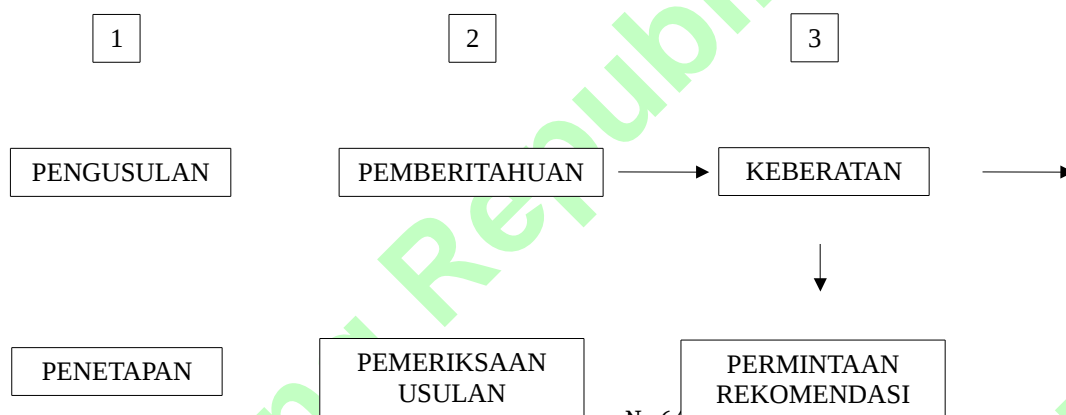 1 2 3
PENGUSULAN PEMBERITAHUAN KEBERATAN
PENETAPAN
PEMERIKSAAN
USULAN
PERMINTAAN
REKOMENDASI